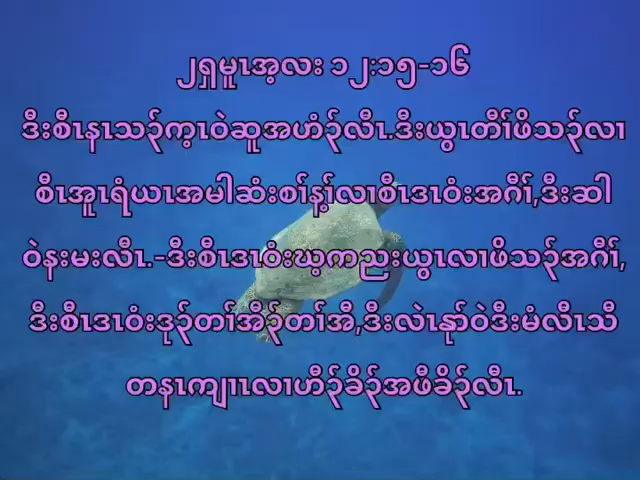 ၂ၡမူၤအ့လး ၁၂:၁၅-၁၆
ဒီးစီၤနၤသၣ်က့ၤဝဲဆူအဟံၣ်လီၤ.ဒီးယွၤတီၢ်ဖိသၣ်လၢ
စီၤအူၤရံယၤအမါဆံးစၢ်န့ၢ်လၢစီၤဒၤဝံးအဂီၢ်,ဒီးဆါ
ဝဲနးမးလီၤ.-ဒီးစီၤဒၤဝံးဃ့ကညးယွၤလၢဖိသၣ်အဂီၢ်,
ဒီးစီၤဒၤဝံးဒုၣ်တၢ်အီၣ်တၢ်အီ,ဒီးလဲၤနုာ်ဝဲဒီးမံလီၤသီ
တနၤကျၢၤလၢဟီၣ်ခိၣ်အဖီခိၣ်လီၤ.